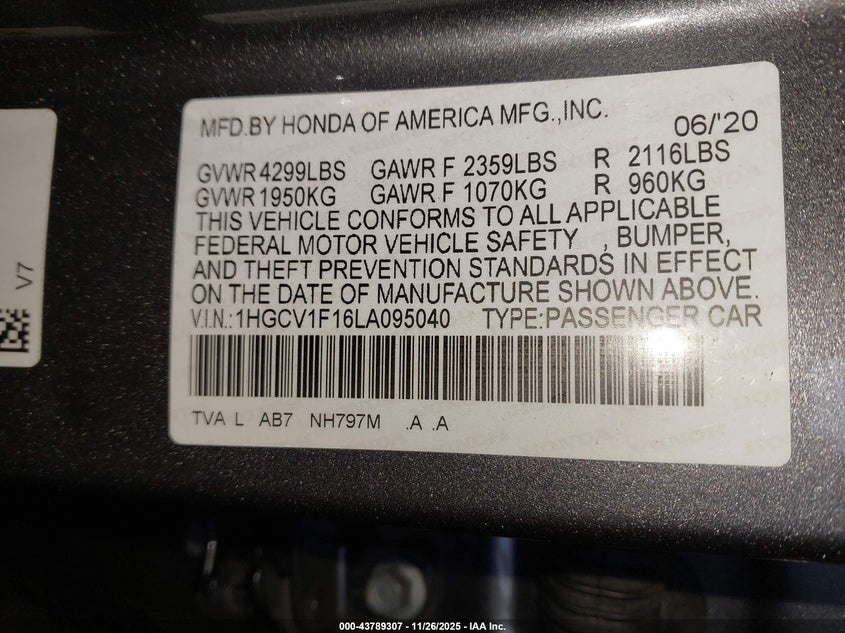 MFD.BY HONDA OF AMERICA MFG.,INC.
06/'20
GVWR 4299LBS GAWR F 2359LBS R 2116LBS
GVWR 1950KG GAWR F 1070KG R 960KG
THIS VEHICLE CONFORMS TO ALL APPLICABLE
FEDERAL MOTOR VEHICLE SAFETY , BUMPER,
AND THEFT PREVENTION STANDARDS IN EFFECT
ON THE DATE OF MANUFACTURE SHOWN ABOVE.
V.I.N.:1HGCV1F16LA095040 TYPE:PASSENGER CAR
TVA L AB7 NH797M .A .A
V7
000-43789307 - 11/26/2025 - IAA Inc.